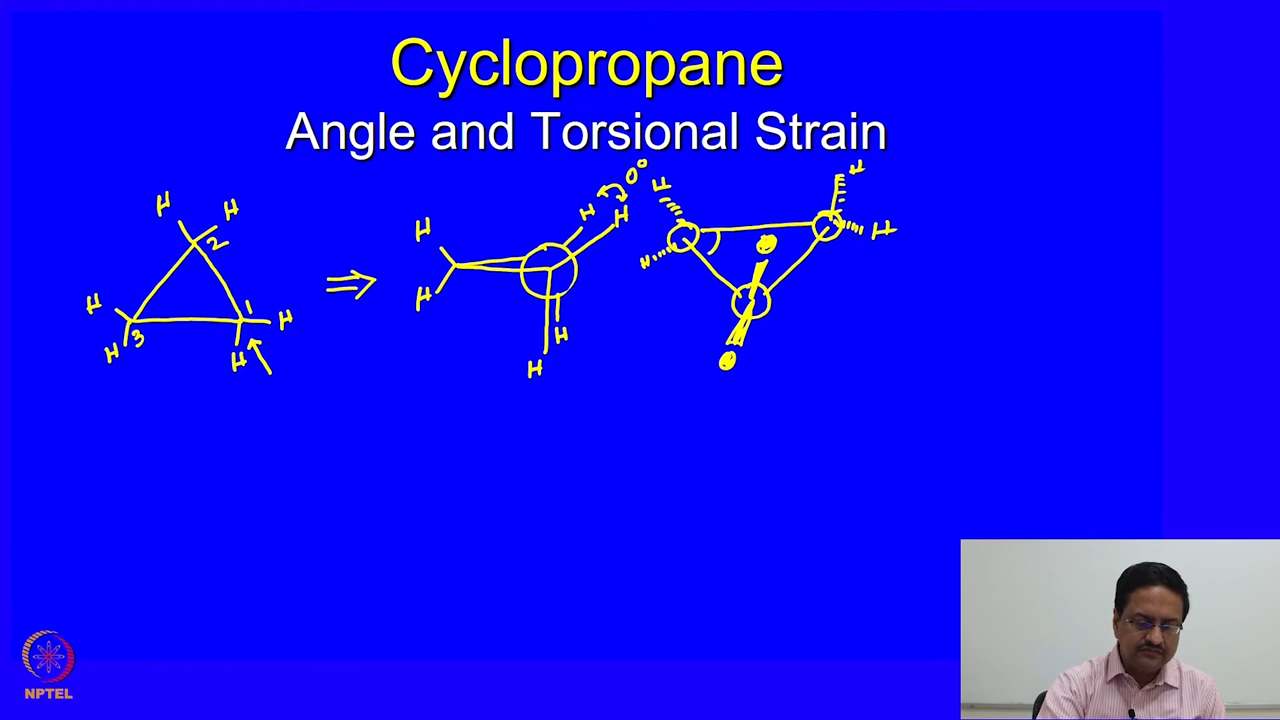 Cyclopropane
Angle and Torsional Strain
H H 2
H 3 H
1 H H
⇒
H H
H H 0°
H
H
H H
H H
NPTEL